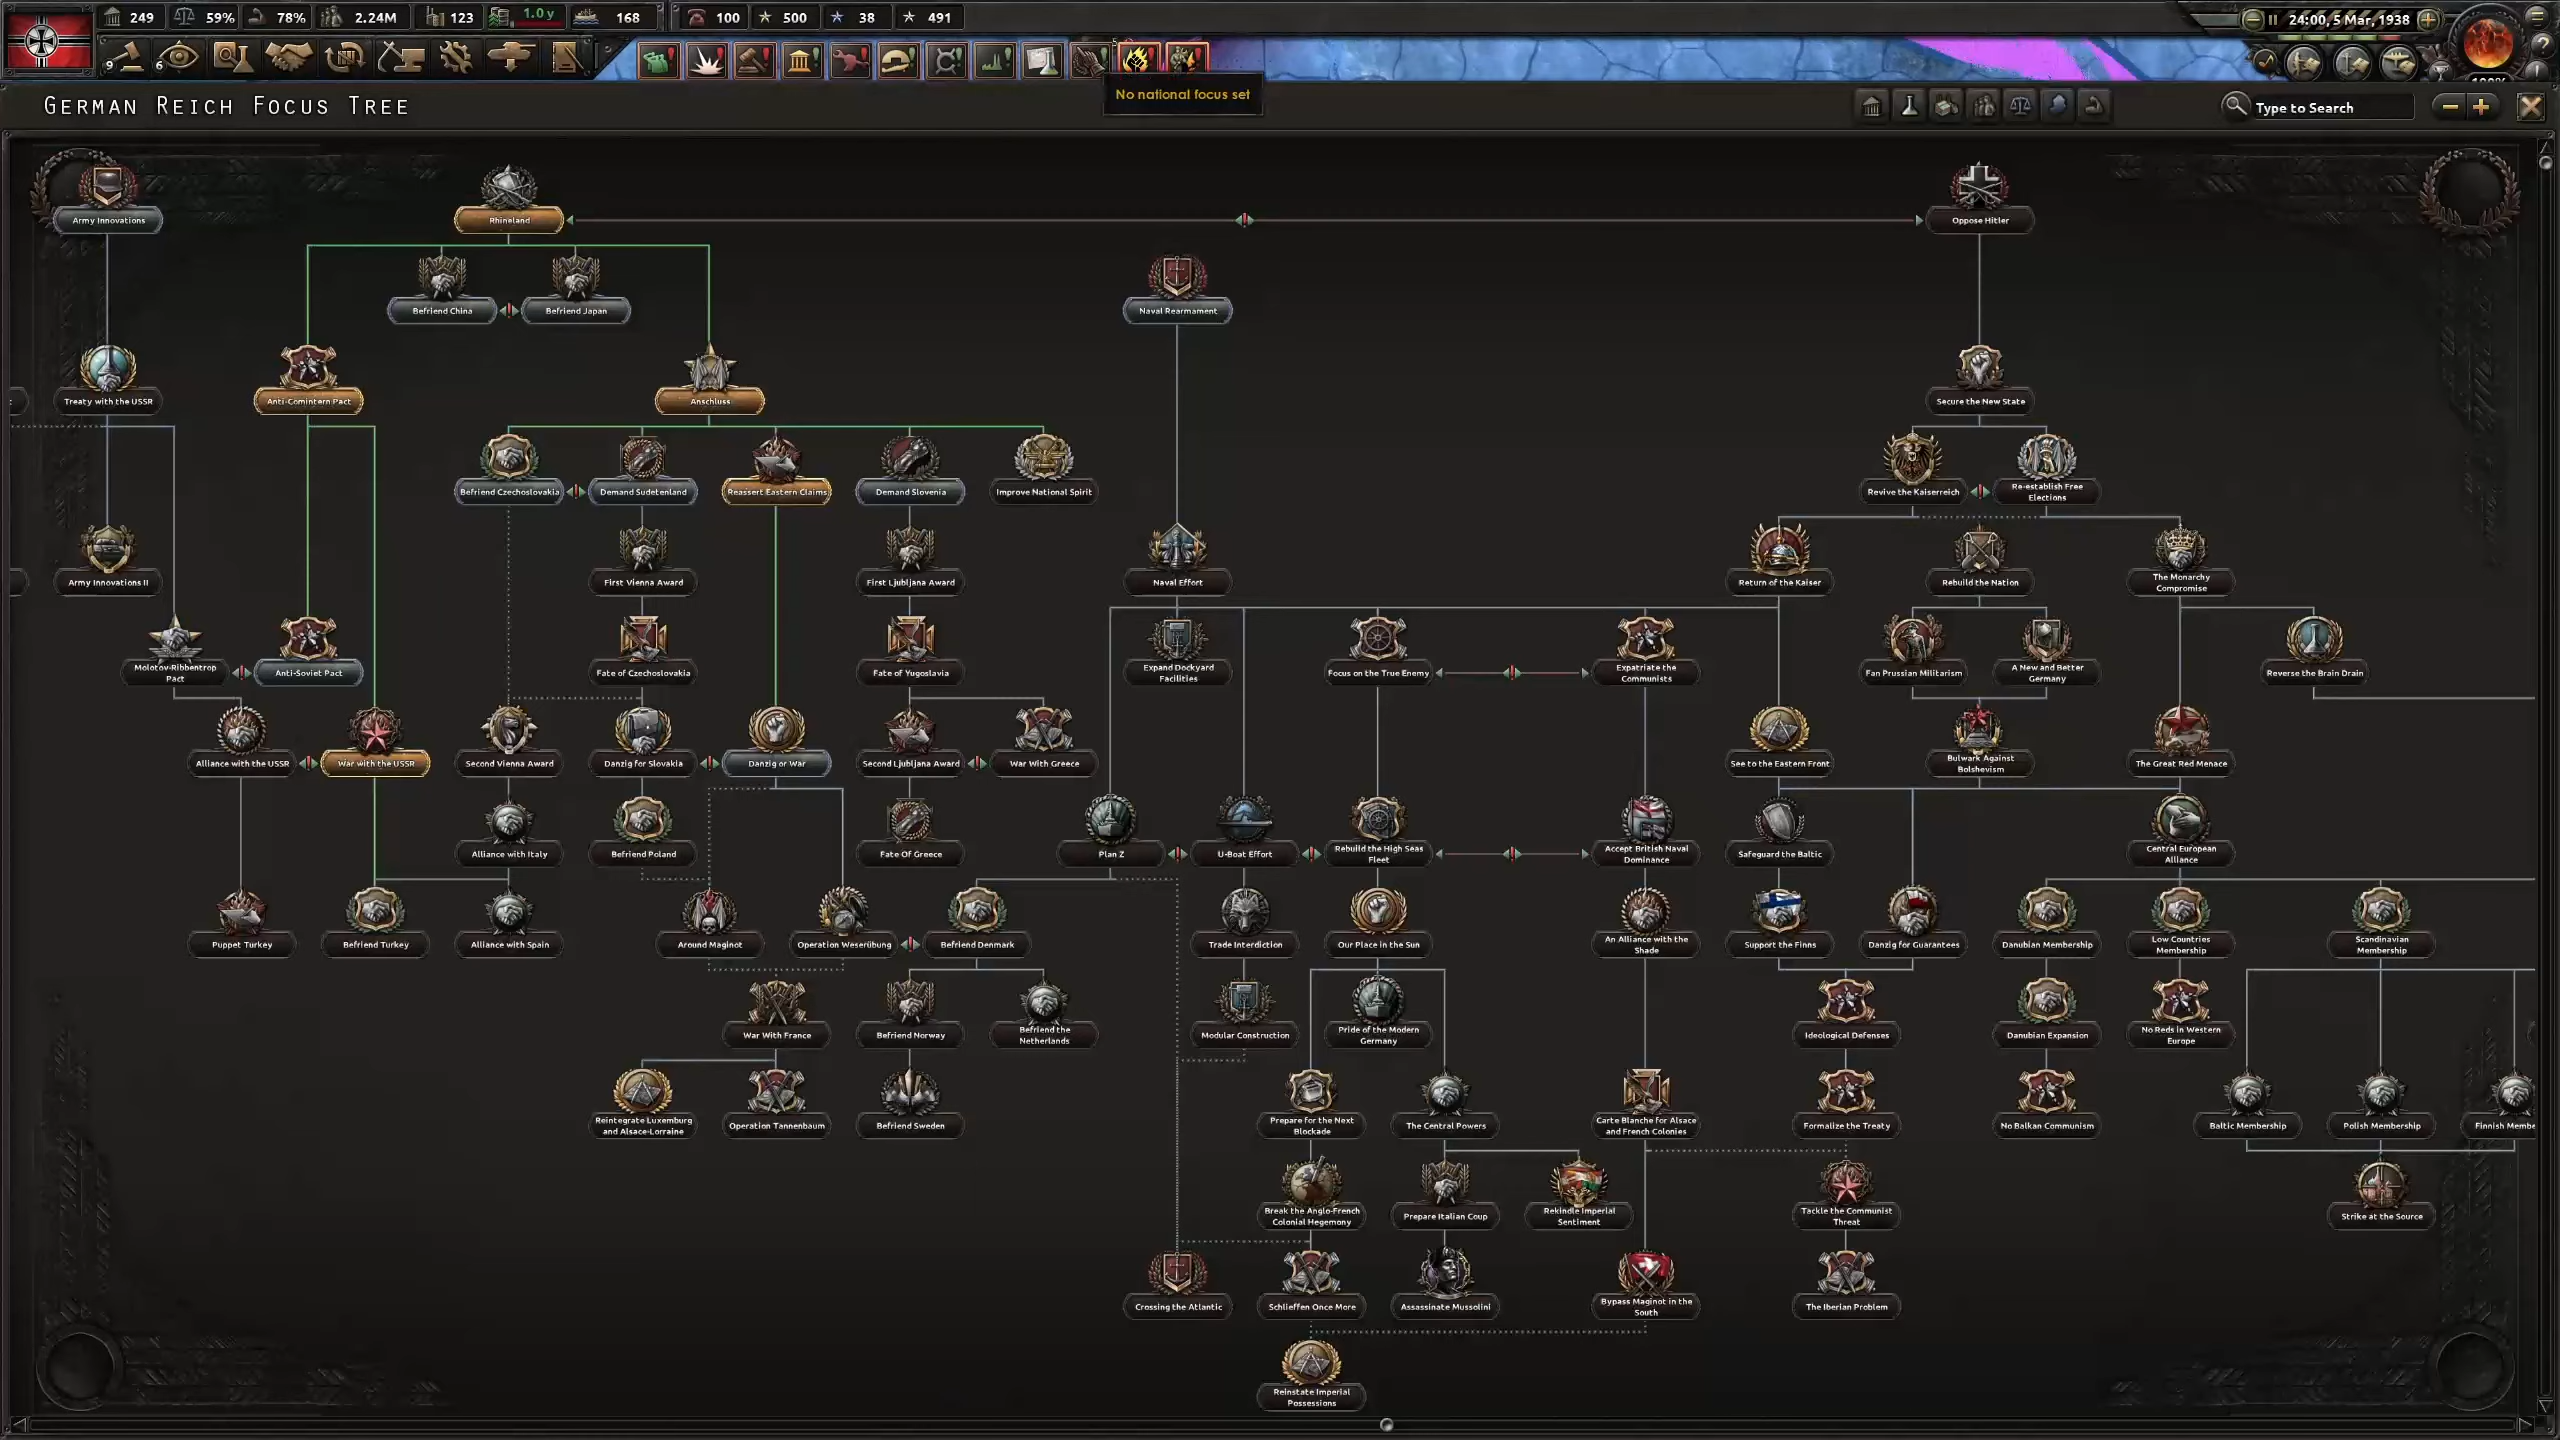 249
59%
78%
2.24M
123
1.0 y
168
100
500
38
491
24:00, 5 Mar, 1938
9
6
5
No national focus set
German Reich Focus Tree
Type to Search
Army Innovations
Rhineland
Oppose Hitler
Befriend China
Befriend Japan
Naval Rearmament
Treaty with the USSR
Anti-Comintern Pact
Anschluss
Secure the New State
Befriend Czechoslovakia
Demand Sudetenland
Reassert Eastern Claims
Demand Slovenia
Improve National Spirit
Revive the Kaiserreich
Re-establish Free
Elections
Army Innovations II
First Vienna Award
First Ljubljana Award
Naval Effort
Return of the Kaiser
Rebuild the Nation
The Monarchy
Compromise
Molotov-Ribbentrop
Pact
Anti-Soviet Pact
Fate of Czechoslovakia
Fate of Yugoslavia
Expand Dockyard
Facilities
Focus on the True Enemy
Expatriate the
Communists
Fan Prussian Militarism
A New and Better
Germany
Reverse the Brain Drain
Alliance with the USSR
War with the USSR
Second Vienna Award
Danzig for Slovakia
Danzig or War
Second Ljubljana Award
War With Greece
See to the Eastern Front
Bulwark Against
Bolshevism
The Great Red Menace
Alliance with Italy
Befriend Poland
Fate Of Greece
Plan Z
U-Boat Effort
Rebuild the High Seas
Fleet
Accept British Naval
Dominance
Safeguard the Baltic
Central European
Alliance
Puppet Turkey
Befriend Turkey
Alliance with Spain
Around Maginot
Operation Weserübung
Befriend Denmark
Trade Interdiction
Our Place in the Sun
An Alliance with the
Shade
Support the Finns
Danzig for Guarantees
Danubian Membership
Low Countries
Membership
Scandinavian
Membership
War With France
Befriend Norway
Befriend the
Netherlands
Modular Construction
Pride of the Modern
Germany
Ideological Defenses
Danubian Expansion
No Reds in Western
Europe
Reintegrate Luxemburg
and Alsace-Lorraine
Operation Tannenbaum
Befriend Sweden
Prepare for the Next
Blockade
The Central Powers
Carte Blanche for Alsace
and French Colonies
Formalize the Treaty
No Balkan Communism
Baltic Membership
Polish Membership
Finnish Membe
Break the Anglo-French
Colonial Hegemony
Prepare Italian Coup
Rekindle Imperial
Sentiment
Tackle the Communist
Threat
Strike at the Source
Crossing the Atlantic
Schlieffen Once More
Assassinate Mussolini
Bypass Maginot in the
South
The Iberian Problem
Reinstate Imperial
Possessions